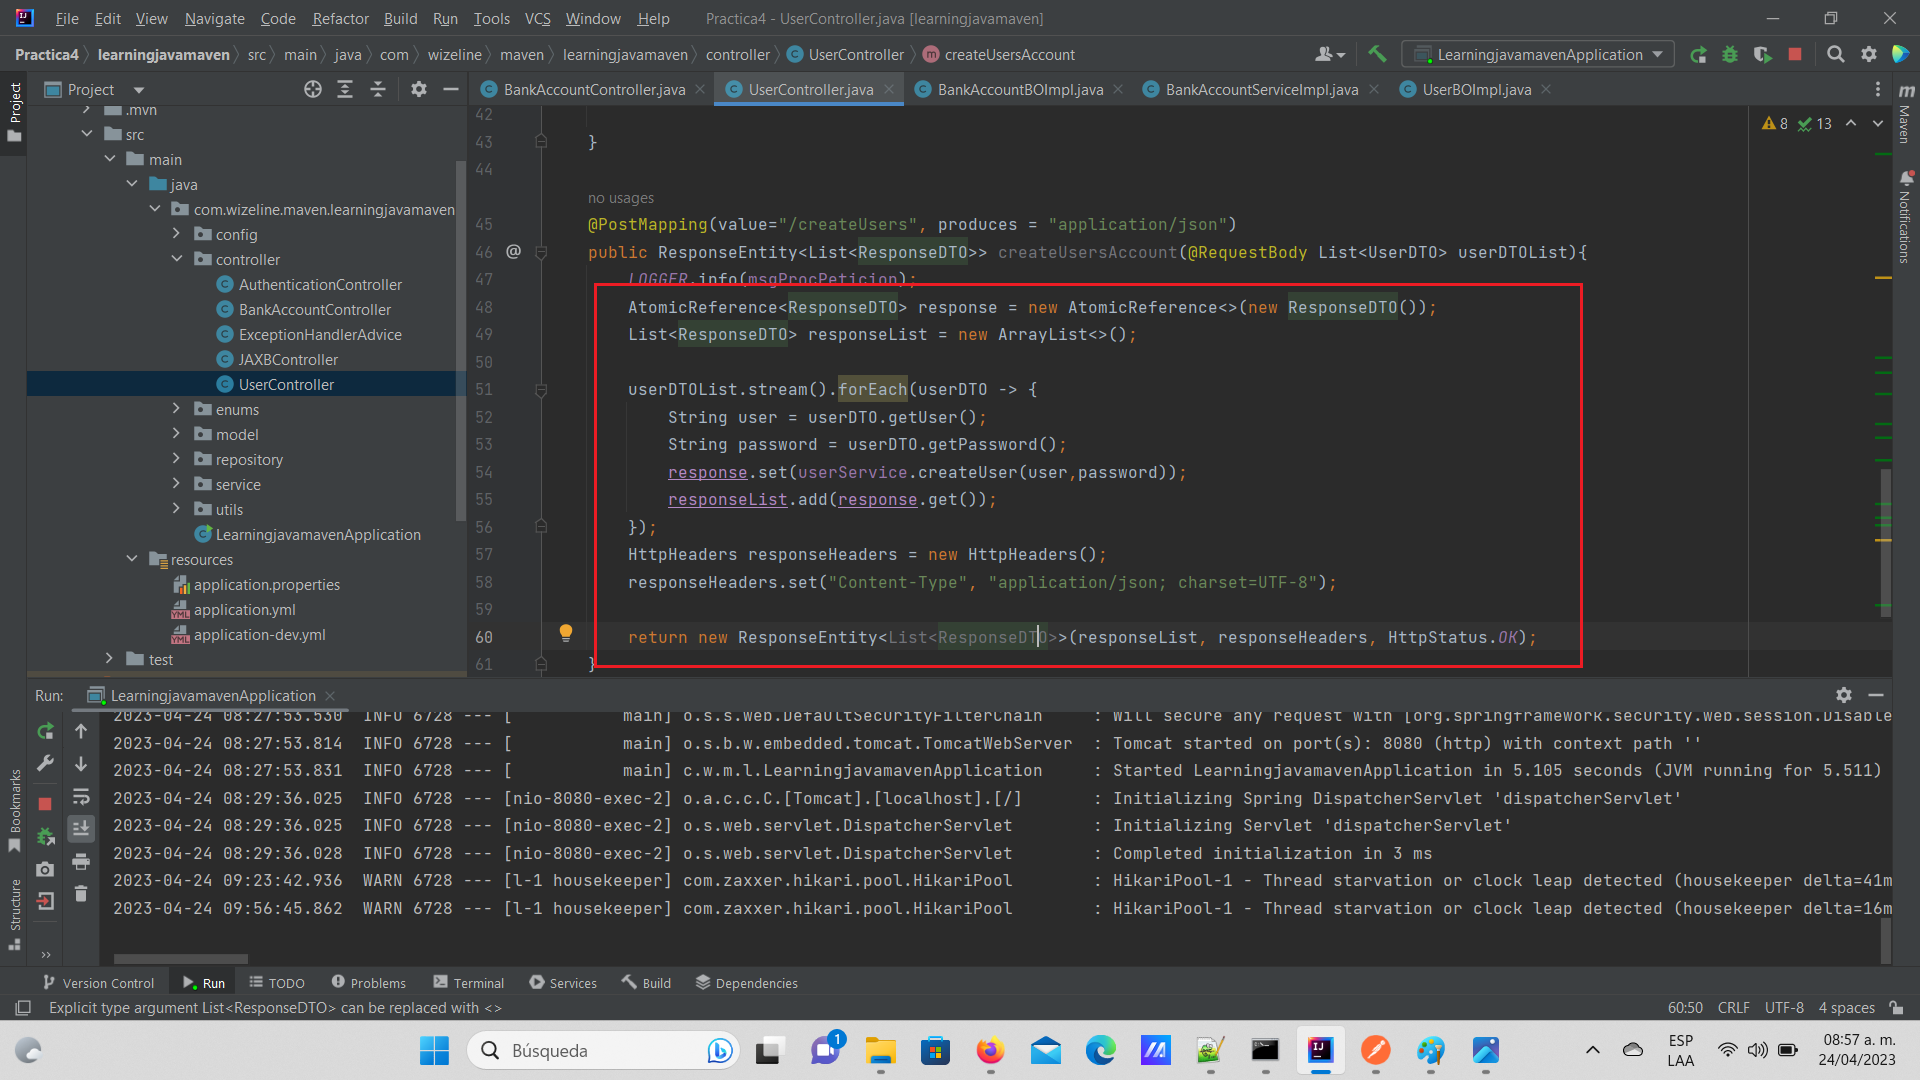 File Edit View Navigate Code Refactor Build Run Tools VCS Window Help Practica4 - UserController.java [learningjavamaven]
Practica4 learningjavamaven src main java com wizeline maven learningjavamaven controller UserController createUsersAccount LearningjavamavenApplication
Project
BankAccountController.java UserController.java BankAccountBOImpl.java BankAccountServiceImpl.java UserBOImpl.java
Project
Maven
Notifications
Bookmarks
Structure
.mvn
src
main
java
com.wizeline.maven.learningjavamaven
config
controller
AuthenticationController
BankAccountController
ExceptionHandlerAdvice
JAXBController
UserController
enums
model
repository
service
utils
LearningjavamavenApplication
resources
application.properties
application.yml
application-dev.yml
test
8 13
42
43 }
44
no usages
45 @PostMapping(value="/createUsers", produces = "application/json")
46 public ResponseEntity<List<ResponseDTO>> createUsersAccount(@RequestBody List<UserDTO> userDTOList){
47 LOGGER.info(msgProcPeticion);
48 AtomicReference<ResponseDTO> response = new AtomicReference<>(new ResponseDTO());
49 List<ResponseDTO> responseList = new ArrayList<>();
50
51 userDTOList.stream().forEach(userDTO -> {
52 String user = userDTO.getUser();
53 String password = userDTO.getPassword();
54 response.set(userService.createUser(user,password));
55 responseList.add(response.get());
56 });
57 HttpHeaders responseHeaders = new HttpHeaders();
58 responseHeaders.set("Content-Type", "application/json; charset=UTF-8");
59
60 return new ResponseEntity<List<ResponseDTO>>(responseList, responseHeaders, HttpStatus.OK);
61 }
Run: LearningjavamavenApplication
2023-04-24 08:27:53.530 INFO 6728 --- [ main] o.s.s.web.DefaultSecurityFilterChain : Will secure any request with [org.springframework.security.web.session.Disable
2023-04-24 08:27:53.814 INFO 6728 --- [ main] o.s.b.w.embedded.tomcat.TomcatWebServer : Tomcat started on port(s): 8080 (http) with context path ''
2023-04-24 08:27:53.831 INFO 6728 --- [ main] c.w.m.l.LearningjavamavenApplication : Started LearningjavamavenApplication in 5.105 seconds (JVM running for 5.511)
2023-04-24 08:29:36.025 INFO 6728 --- [nio-8080-exec-2] o.a.c.c.C.[Tomcat].[localhost].[/] : Initializing Spring DispatcherServlet 'dispatcherServlet'
2023-04-24 08:29:36.025 INFO 6728 --- [nio-8080-exec-2] o.s.web.servlet.DispatcherServlet : Initializing Servlet 'dispatcherServlet'
2023-04-24 08:29:36.028 INFO 6728 --- [nio-8080-exec-2] o.s.web.servlet.DispatcherServlet : Completed initialization in 3 ms
2023-04-24 09:23:42.936 WARN 6728 --- [l-1 housekeeper] com.zaxxer.hikari.pool.HikariPool : HikariPool-1 - Thread starvation or clock leap detected (housekeeper delta=41m
2023-04-24 09:56:45.862 WARN 6728 --- [l-1 housekeeper] com.zaxxer.hikari.pool.HikariPool : HikariPool-1 - Thread starvation or clock leap detected (housekeeper delta=16m
Version Control Run TODO Problems Terminal Services Build Dependencies
Explicit type argument List<ResponseDTO> can be replaced with <> 60:50 CRLF UTF-8 4 spaces
Búsqueda
1
ESP
LAA
08:57 a. m.
24/04/2023